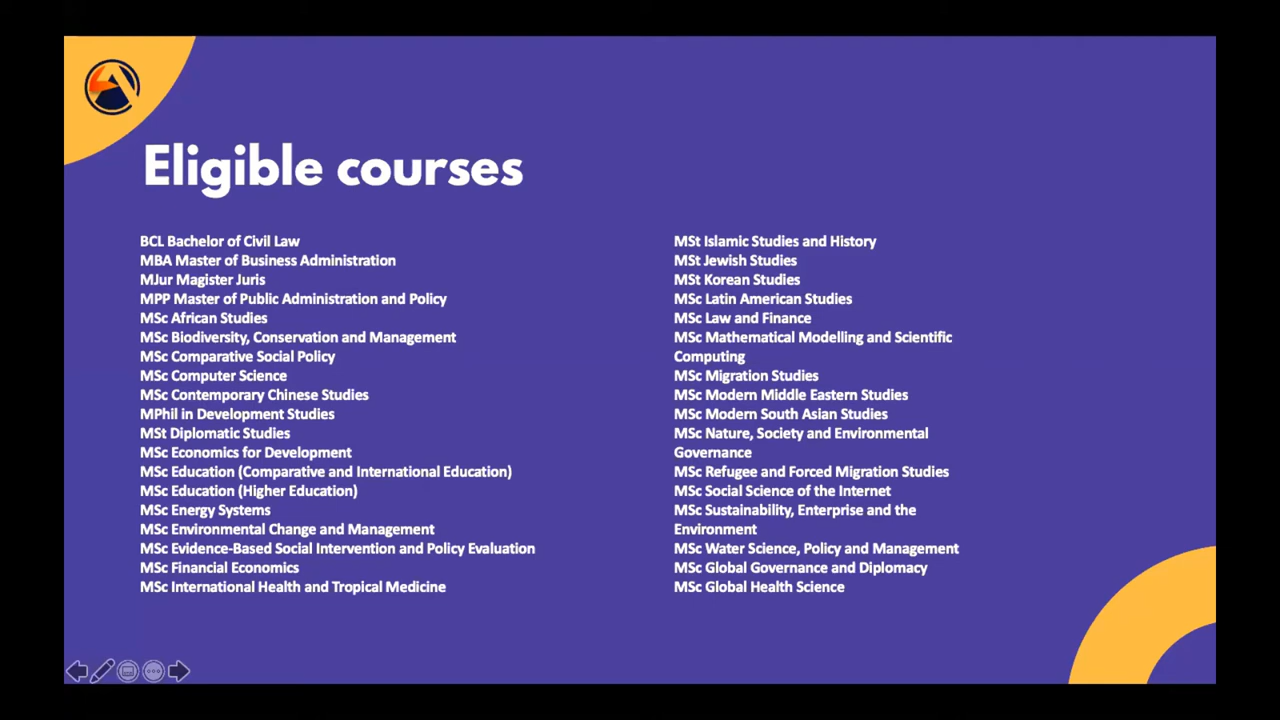 Eligible courses
BCL Bachelor of Civil Law
MBA Master of Business Administration
MJur Magister Juris
MPP Master of Public Administration and Policy
MSc African Studies
MSc Biodiversity, Conservation and Management
MSc Comparative Social Policy
MSc Computer Science
MSc Contemporary Chinese Studies
MPhil in Development Studies
MSt Diplomatic Studies
MSc Economics for Development
MSc Education (Comparative and International Education)
MSc Education (Higher Education)
MSc Energy Systems
MSc Environmental Change and Management
MSc Evidence-Based Social Intervention and Policy Evaluation
MSc Financial Economics
MSc International Health and Tropical Medicine
MSt Islamic Studies and History
MSt Jewish Studies
MSt Korean Studies
MSc Latin American Studies
MSc Law and Finance
MSc Mathematical Modelling and Scientific
Computing
MSc Migration Studies
MSc Modern Middle Eastern Studies
MSc Modern South Asian Studies
MSc Nature, Society and Environmental
Governance
MSc Refugee and Forced Migration Studies
MSc Social Science of the Internet
MSc Sustainability, Enterprise and the
Environment
MSc Water Science, Policy and Management
MSc Global Governance and Diplomacy
MSc Global Health Science